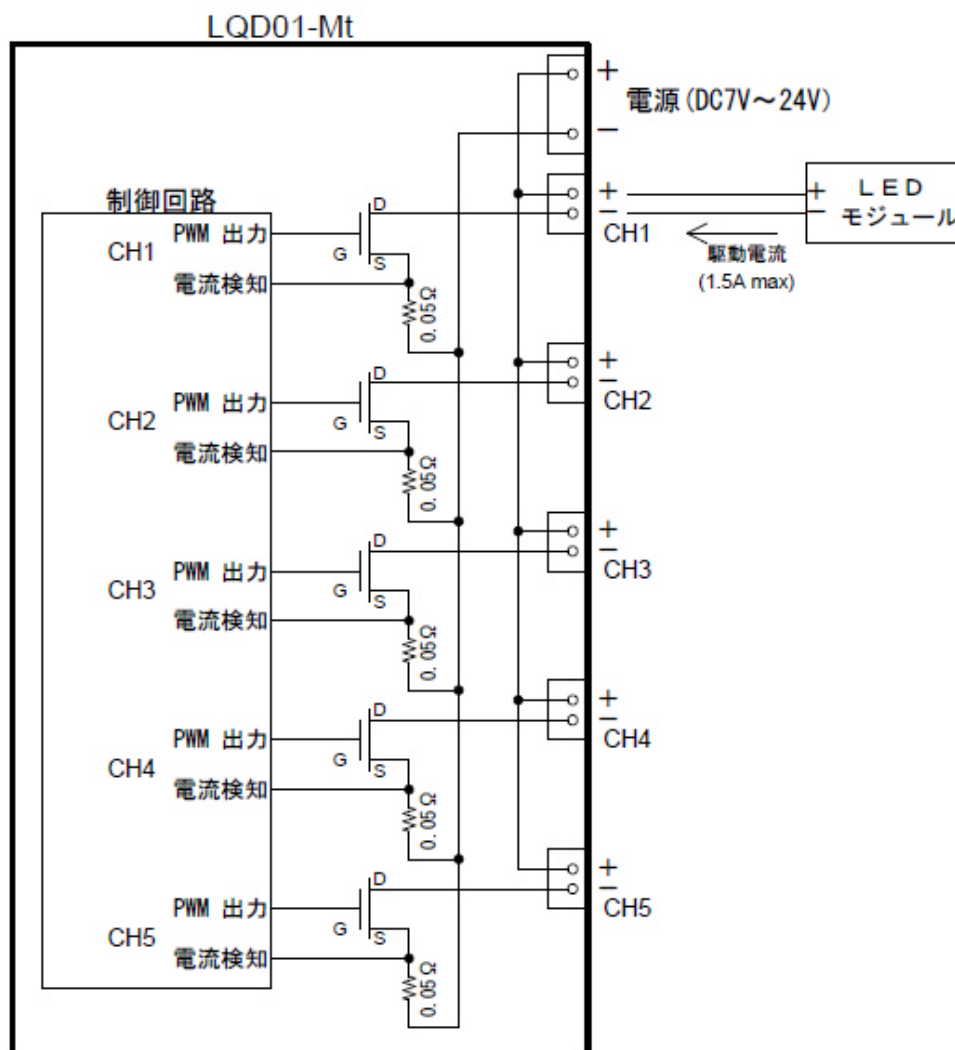 LQD01-Mt
+
電源(DC7V～24V)
−
制御回路
CH1
PWM 出力
電流検知
D
G
S
0.05Ω
+
−
CH1
駆動電流
(1.5A max)
+
−
LED
モジュール
CH2
PWM 出力
電流検知
D
G
S
0.05Ω
+
−
CH2
CH3
PWM 出力
電流検知
D
G
S
0.05Ω
+
−
CH3
CH4
PWM 出力
電流検知
D
G
S
0.05Ω
+
−
CH4
CH5
PWM 出力
電流検知
D
G
S
0.05Ω
+
−
CH5